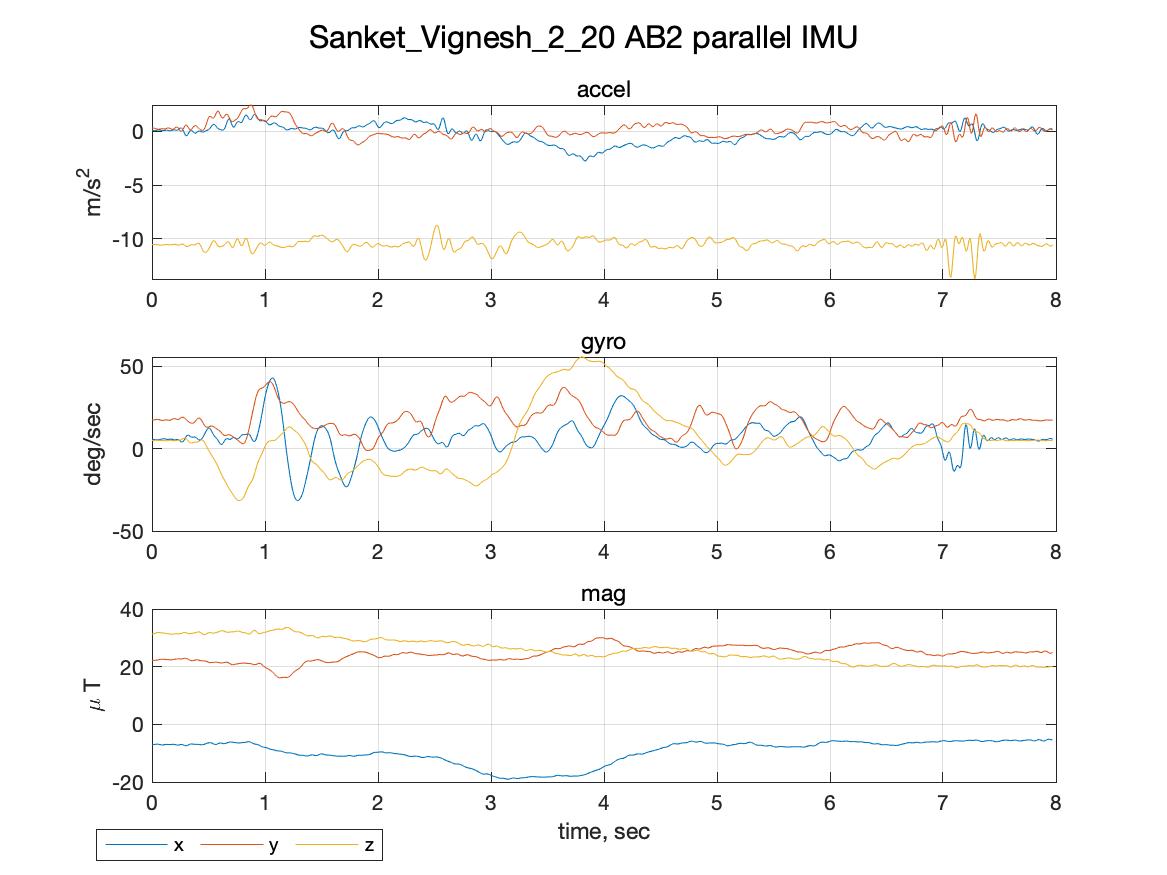 Sanket_Vignesh_2_20 AB2 parallel IMU
accel
m/s²
0
-5
-10
0 1 2 3 4 5 6 7 8
gyro
deg/sec
50
0
-50
0 1 2 3 4 5 6 7 8
mag
μ T
40
20
0
-20
0 1 2 3 4 5 6 7 8
time, sec
x y z